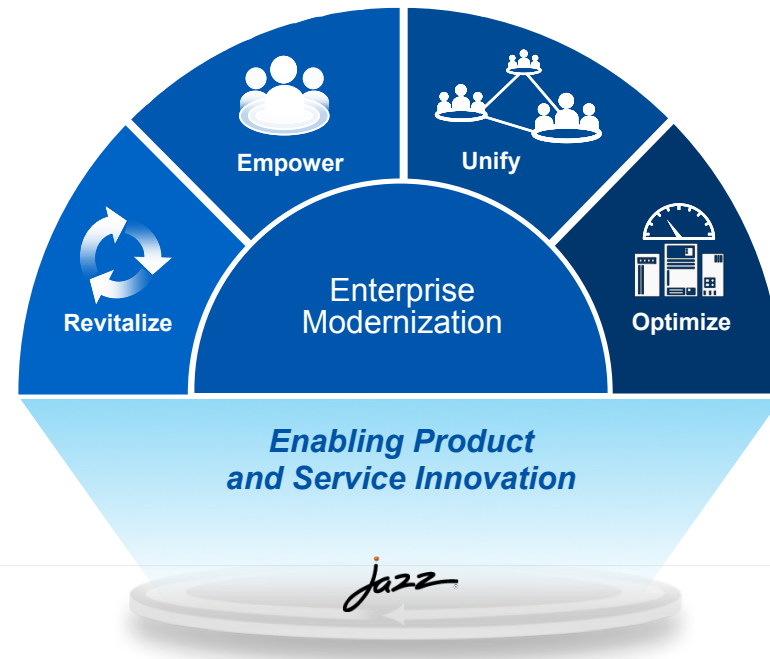 Empower
Unify
Revitalize
Enterprise
Modernization
Optimize
Enabling Product
and Service Innovation
jazz